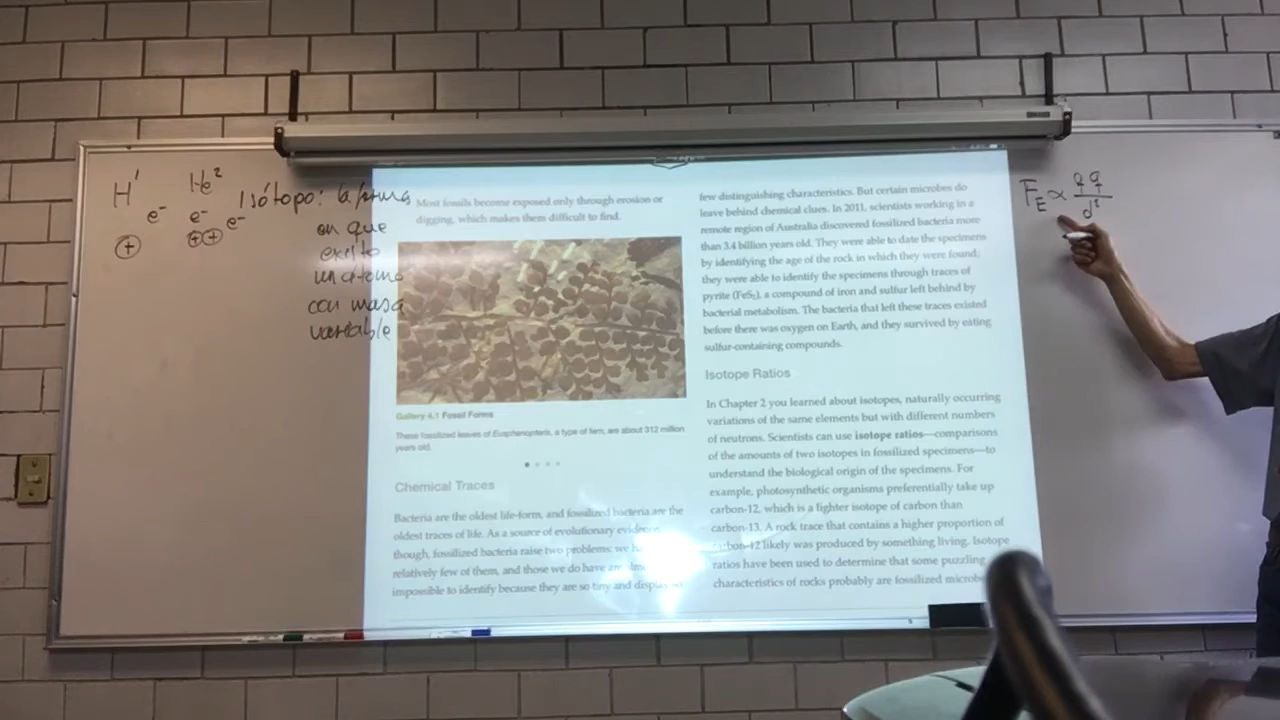 H¹ He²
e⁻ e⁻ e⁻
+ ++
Isótopo: la forma
en que
existe
un átomo
con masa
variable
Most fossils become exposed only through erosion or
digging, which makes them difficult to find.
Gallery 4.1 Fossil Forms
These fossilized leaves of Eusphenopteris, a type of fern, are about 312 million
years old.
Chemical Traces
Bacteria are the oldest life-form, and fossilized bacteria are the
oldest traces of life. As a source of evolutionary evidence
though, fossilized bacteria raise two problems: we
relatively few of them, and those we do have are
impossible to identify because they are so tiny and display
few distinguishing characteristics. But certain microbes do
leave behind chemical clues. In 2011, scientists working in a
remote region of Australia discovered fossilized bacteria more
than 3.4 billion years old. They were able to date the specimens
by identifying the age of the rock in which they were found;
they were able to identify the specimens through traces of
pyrite (FeS₂), a compound of iron and sulfur left behind by
bacterial metabolism. The bacteria that left these traces existed
before there was oxygen on Earth, and they survived by eating
sulfur-containing compounds.
Isotope Ratios
In Chapter 2 you learned about isotopes, naturally occurring
variations of the same elements but with different numbers
of neutrons. Scientists can use isotope ratios—comparisons
of the amounts of two isotopes in fossilized specimens—to
understand the biological origin of the specimens. For
example, photosynthetic organisms preferentially take up
carbon-12, which is a lighter isotope of carbon than
carbon-13. A rock trace that contains a higher proportion of
carbon-12 likely was produced by something living. Isotope
ratios have been used to determine that some puzzling
characteristics of rocks probably are fossilized
F_E ∝ q q
d²